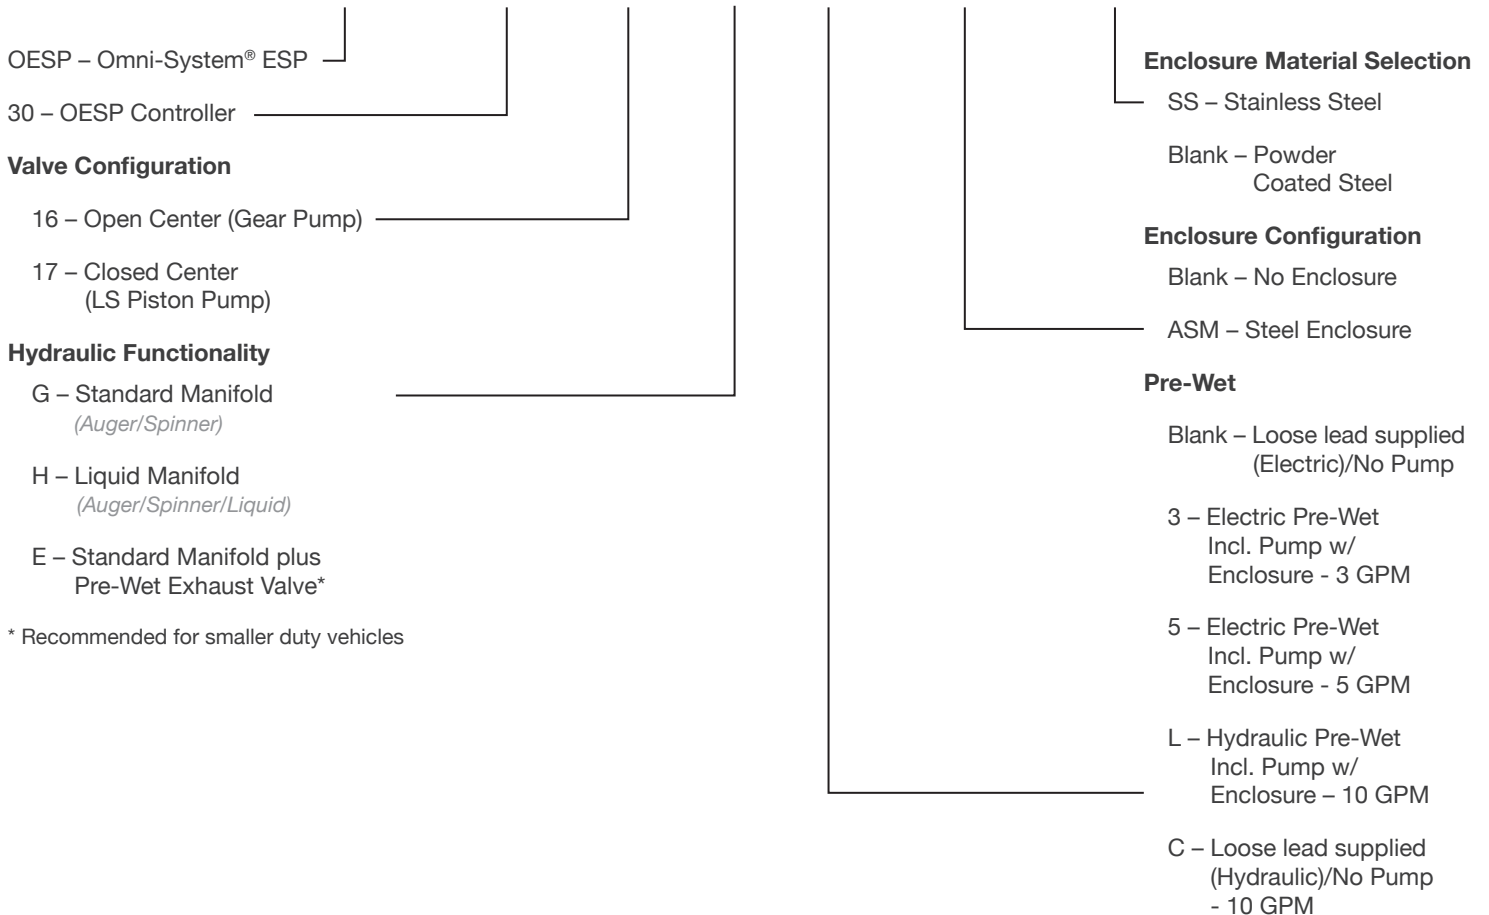 OESP – Omni-System® ESP
30 – OESP Controller
Valve Configuration
16 – Open Center (Gear Pump)
17 – Closed Center
(LS Piston Pump)
Hydraulic Functionality
G – Standard Manifold
(Auger/Spinner)
H – Liquid Manifold
(Auger/Spinner/Liquid)
E – Standard Manifold plus
Pre-Wet Exhaust Valve*
* Recommended for smaller duty vehicles
Enclosure Material Selection
SS – Stainless Steel
Blank – Powder
Coated Steel
Enclosure Configuration
Blank – No Enclosure
ASM – Steel Enclosure
Pre-Wet
Blank – Loose lead supplied
(Electric)/No Pump
3 – Electric Pre-Wet
Incl. Pump w/
Enclosure - 3 GPM
5 – Electric Pre-Wet
Incl. Pump w/
Enclosure - 5 GPM
L – Hydraulic Pre-Wet
Incl. Pump w/
Enclosure – 10 GPM
C – Loose lead supplied
(Hydraulic)/No Pump
- 10 GPM